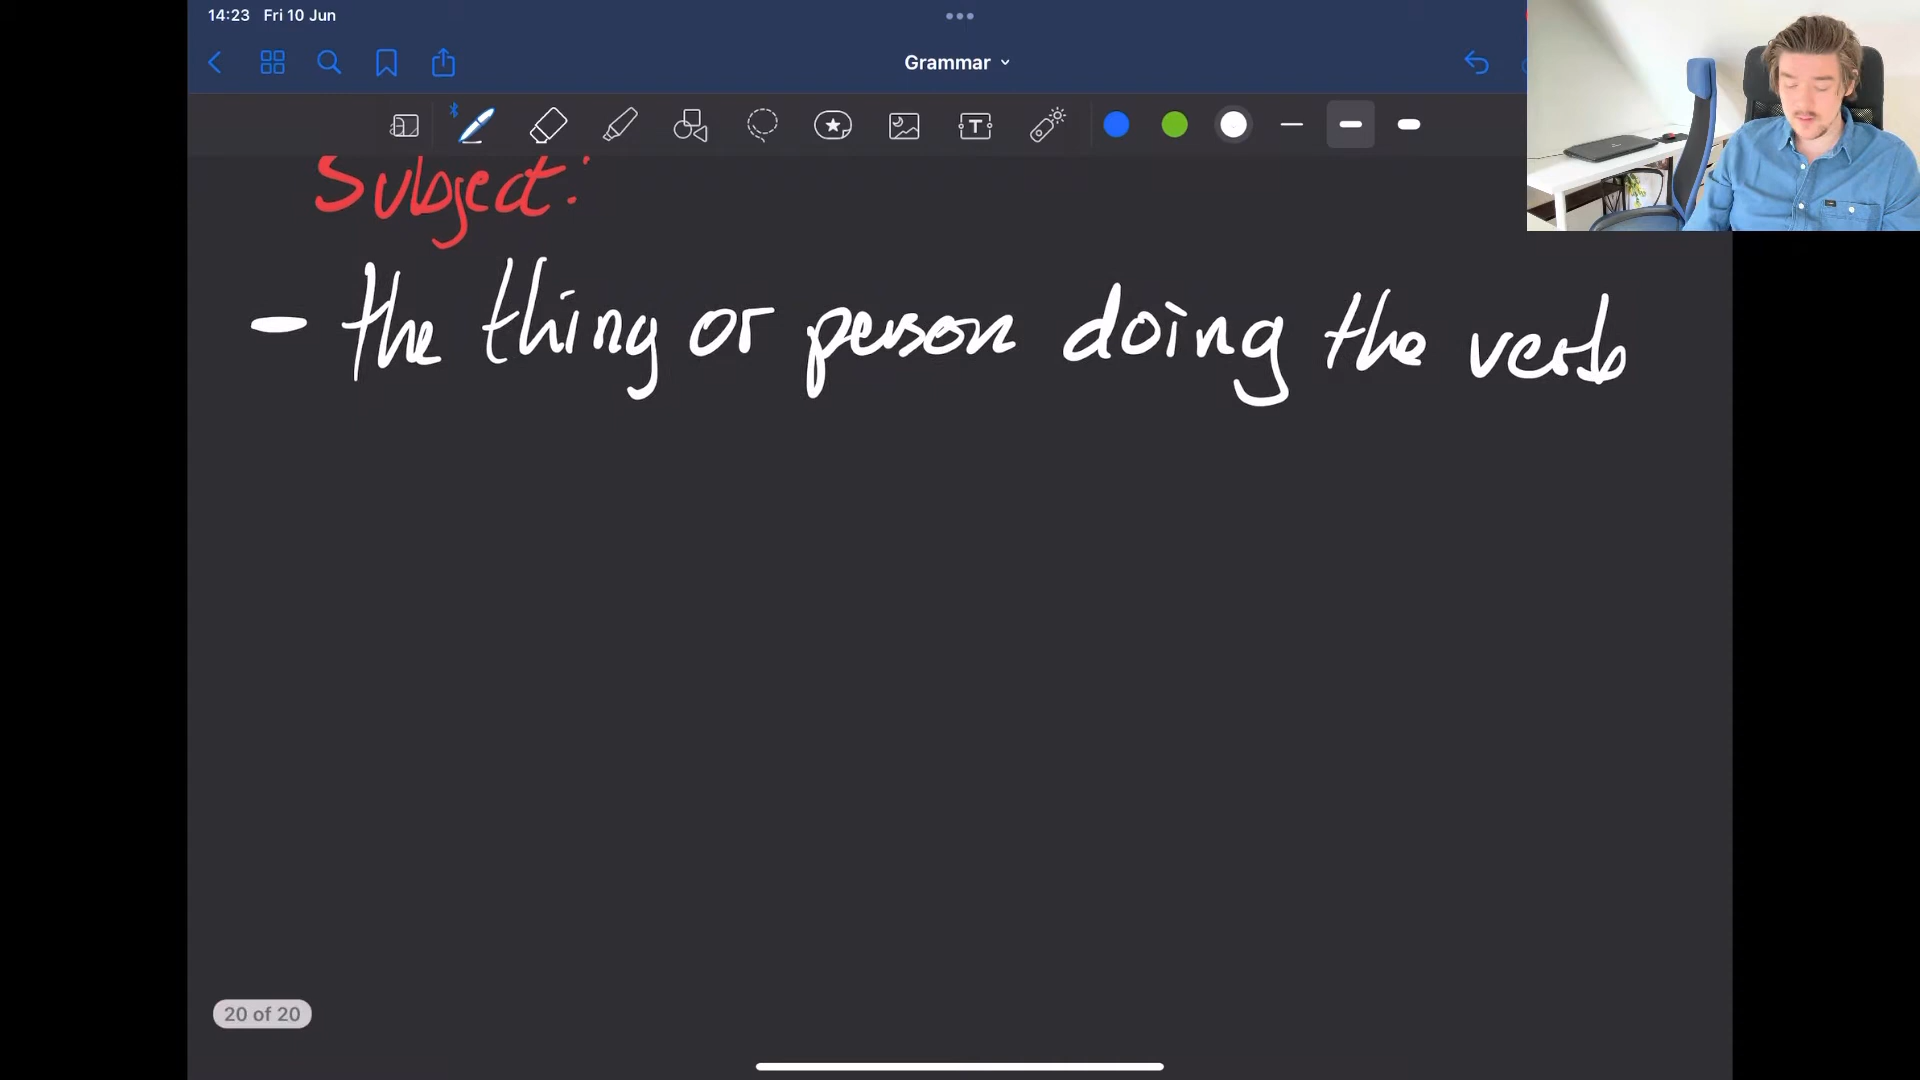 14:23 Fri 10 Jun
Grammar
T
Subject:
- the thing or person doing the verb
20 of 20